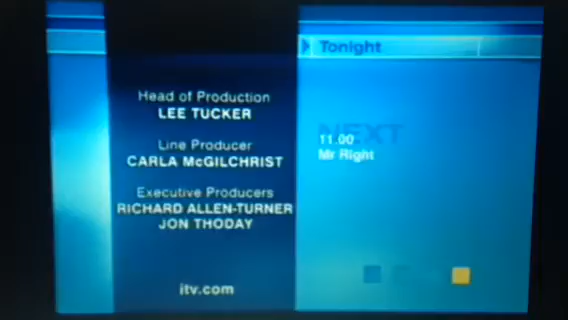 Head of Production
LEE TUCKER
Line Producer
CARLA McGILCHRIST
Executive Producers
RICHARD ALLEN-TURNER
JON THODAY
itv.com
Tonight
NEXT
11.00
Mr Right